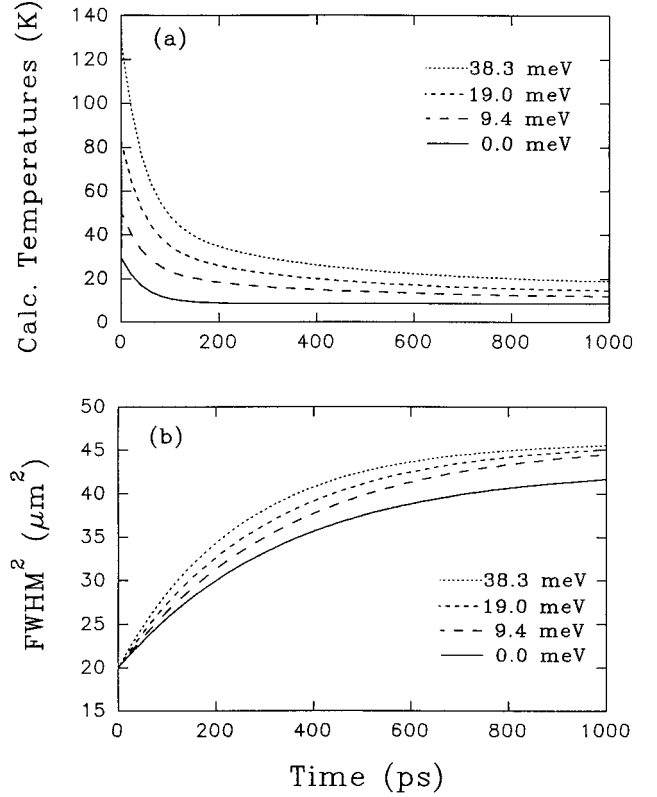 Calc. Temperatures (K)
140
120
100
80
60
40
20
0
(a)
38.3 meV
19.0 meV
9.4 meV
0.0 meV
0 200 400 600 800 1000
FWHM² (μm²)
50
45
40
35
30
25
20
15
(b)
38.3 meV
19.0 meV
9.4 meV
0.0 meV
0 200 400 600 800 1000
Time (ps)